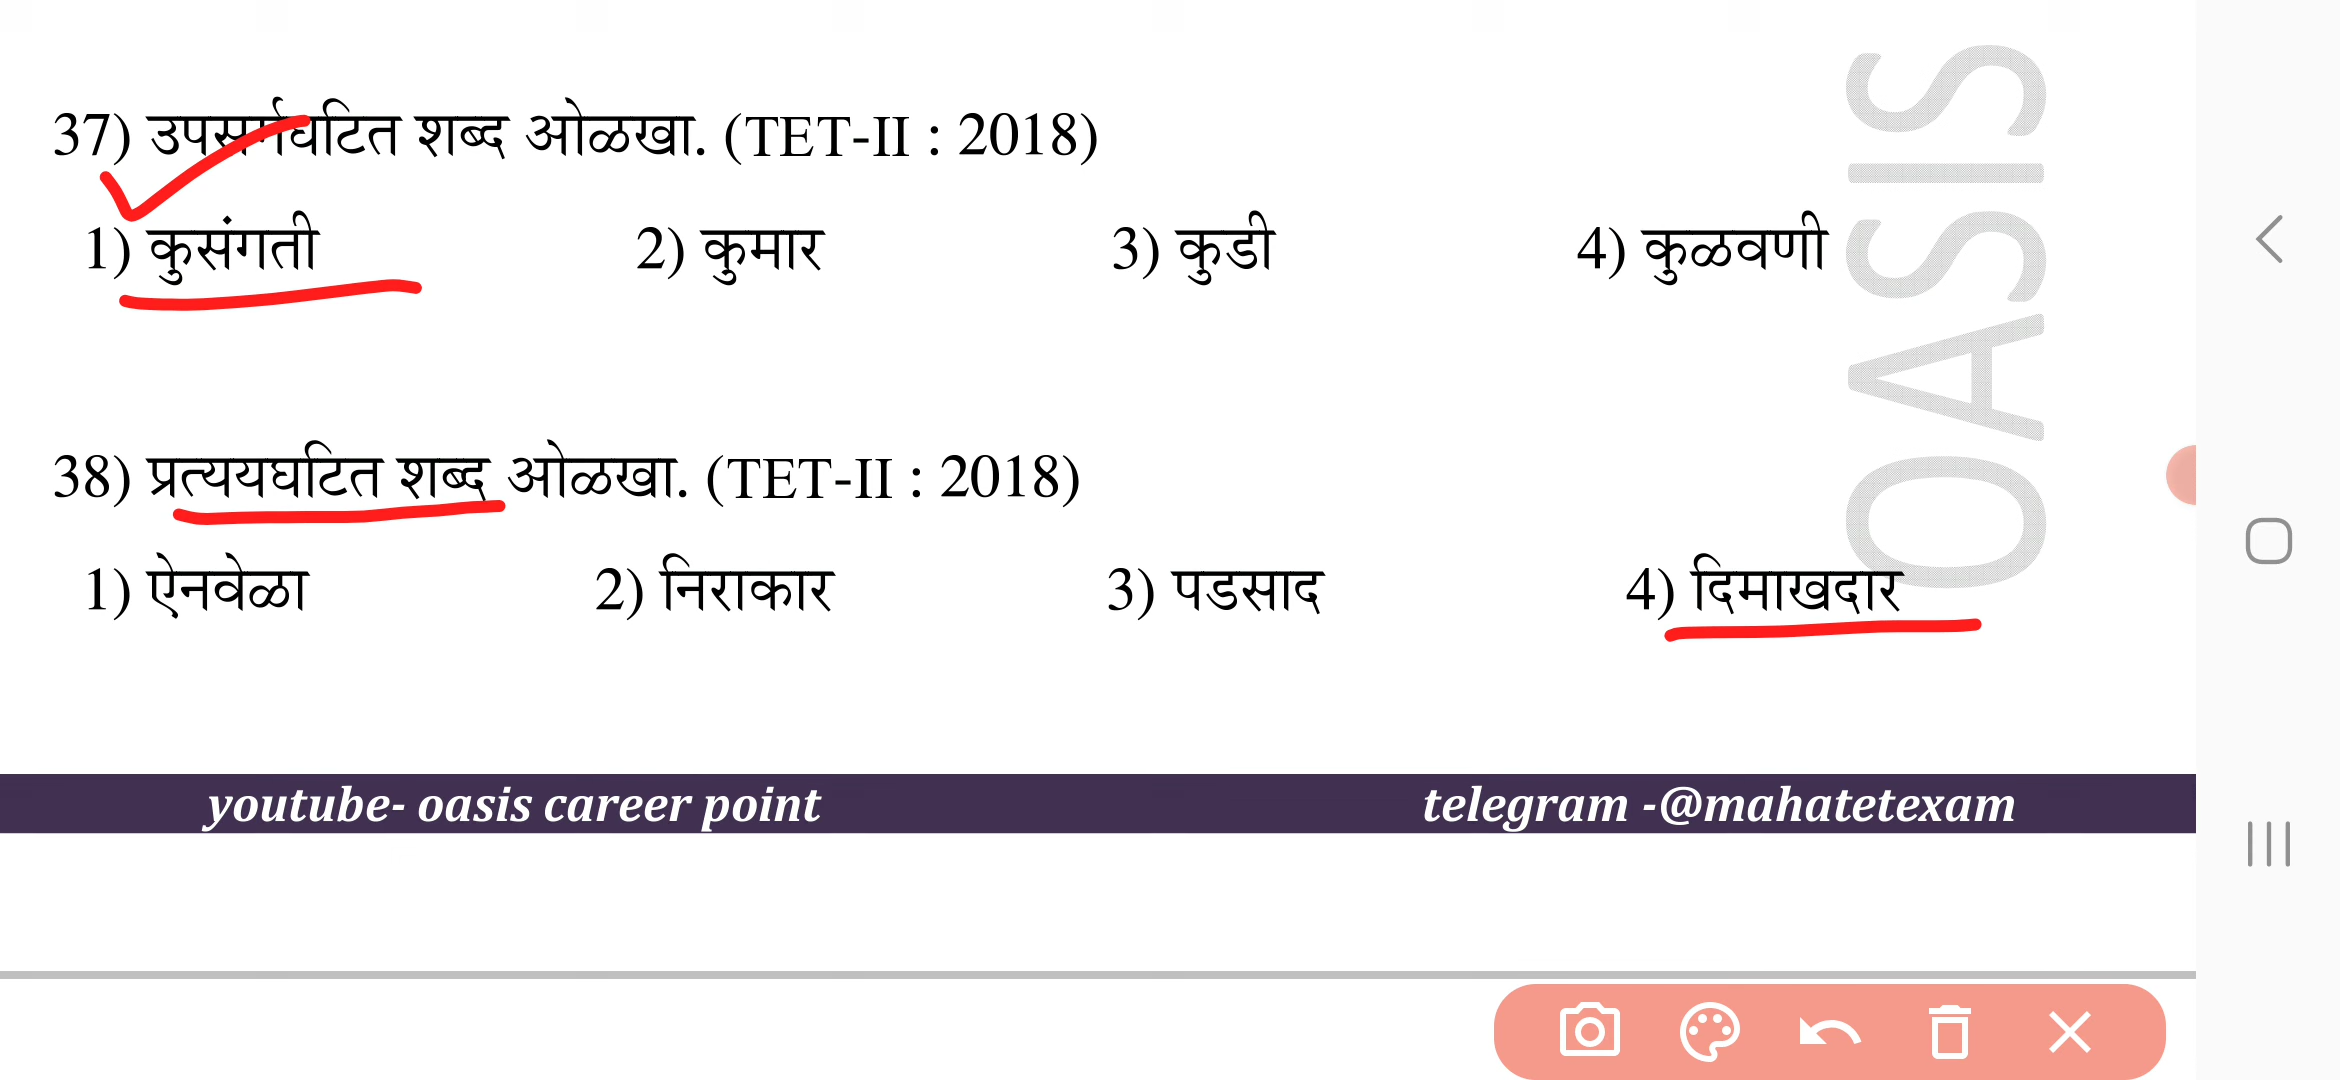 37) उपसर्गघटित शब्द ओळखा. (TET-II : 2018)
1) कुसंगती 2) कुमार 3) कुडी 4) कुळवणी
38) प्रत्ययघटित शब्द ओळखा. (TET-II : 2018)
1) ऐनवेळा 2) निराकार 3) पडसाद 4) दिमाखदार
OASIS
youtube- oasis career point telegram -@mahatetexam